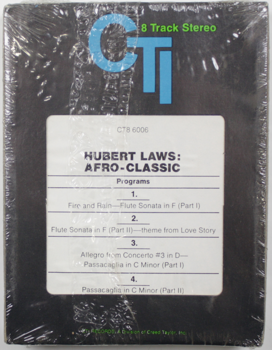 8 Track Stereo
CTI
CT8 6006
HUBERT LAWS:
AFRO-CLASSIC
Programs
1.
Fire and Rain—Flute Sonata in F (Part I)
2.
Flute Sonata in F (Part II)—theme from Love Story
3.
Allegro from Concerto #3 in D—
Passacaglia in C Minor (Part I)
4.
Passacaglia in C Minor (Part II)